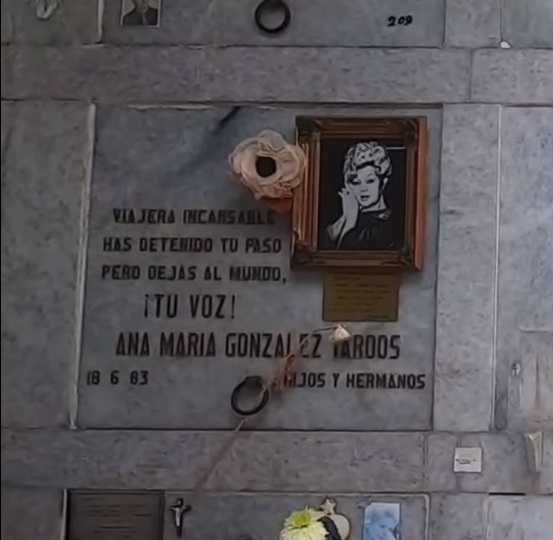 209
VIAJERA INCANSABLE
HAS DETENIDO TU PASO
PERO DEJAS AL MUNDO,
¡TU VOZ!
ANA MARIA GONZALEZ TARDOS
18 6 83 HIJOS Y HERMANOS